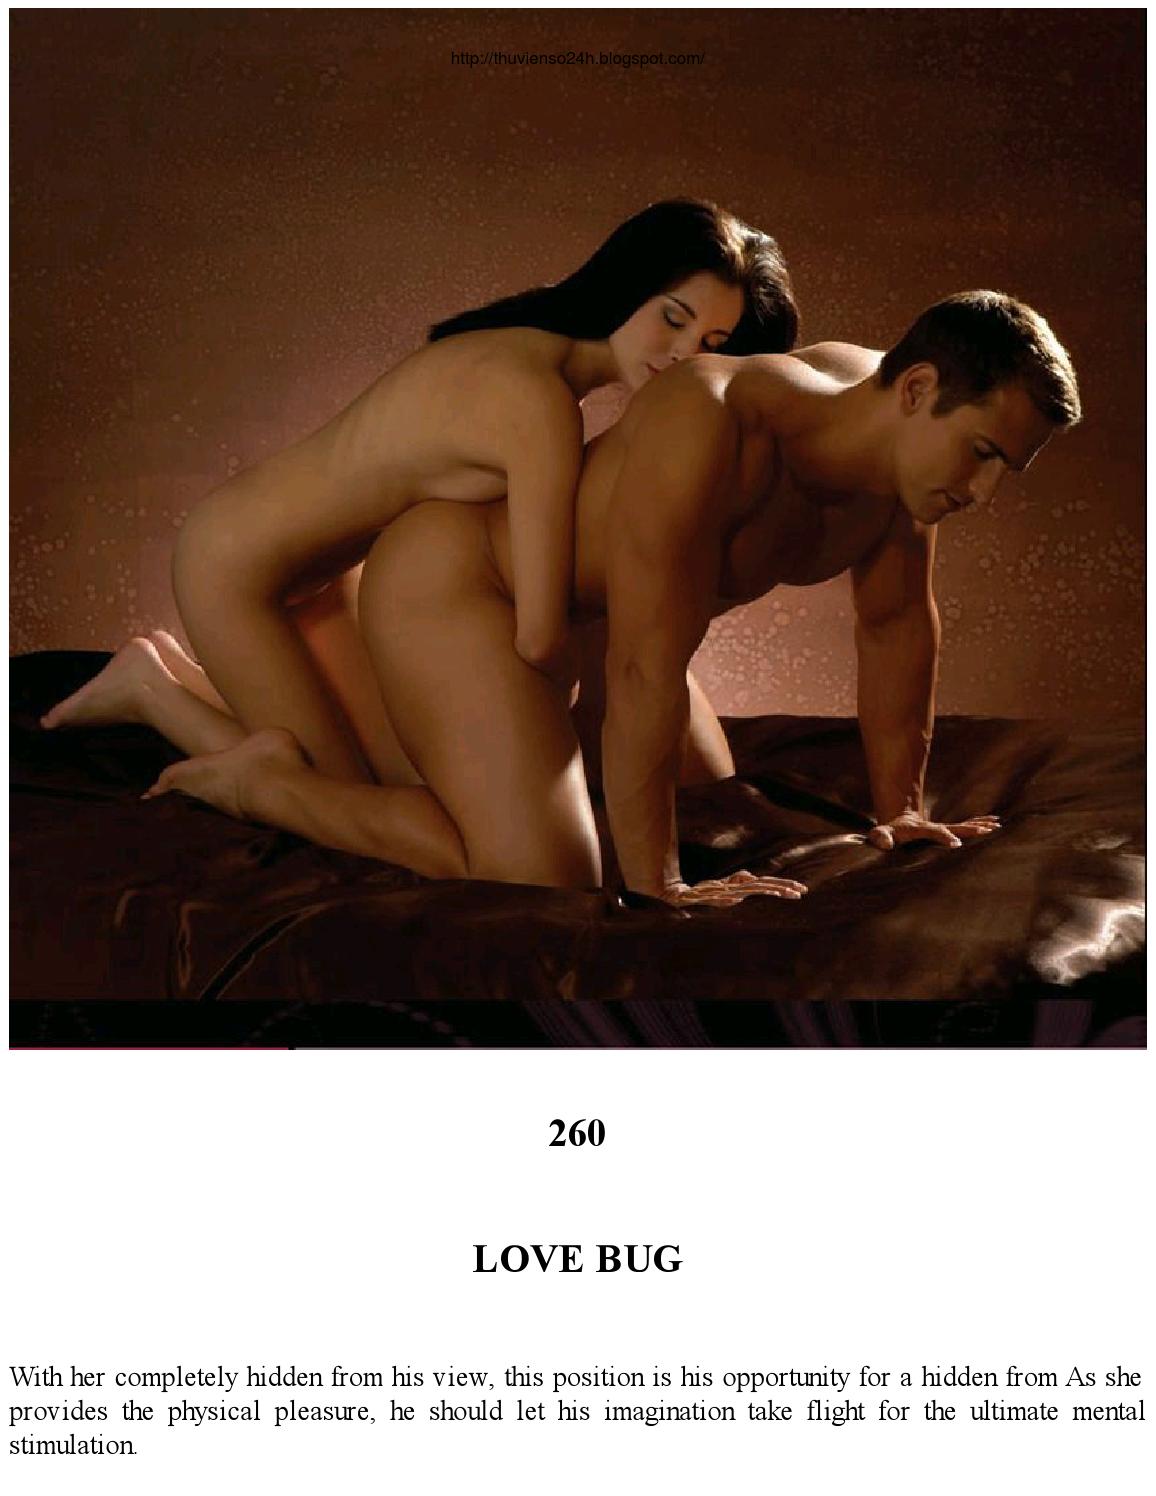 http://thuvienso24h.blogspot.com/
260
LOVE BUG
With her completely hidden from his view, this position is his opportunity for a hidden from As she
provides the physical pleasure, he should let his imagination take flight for the ultimate mental
stimulation.